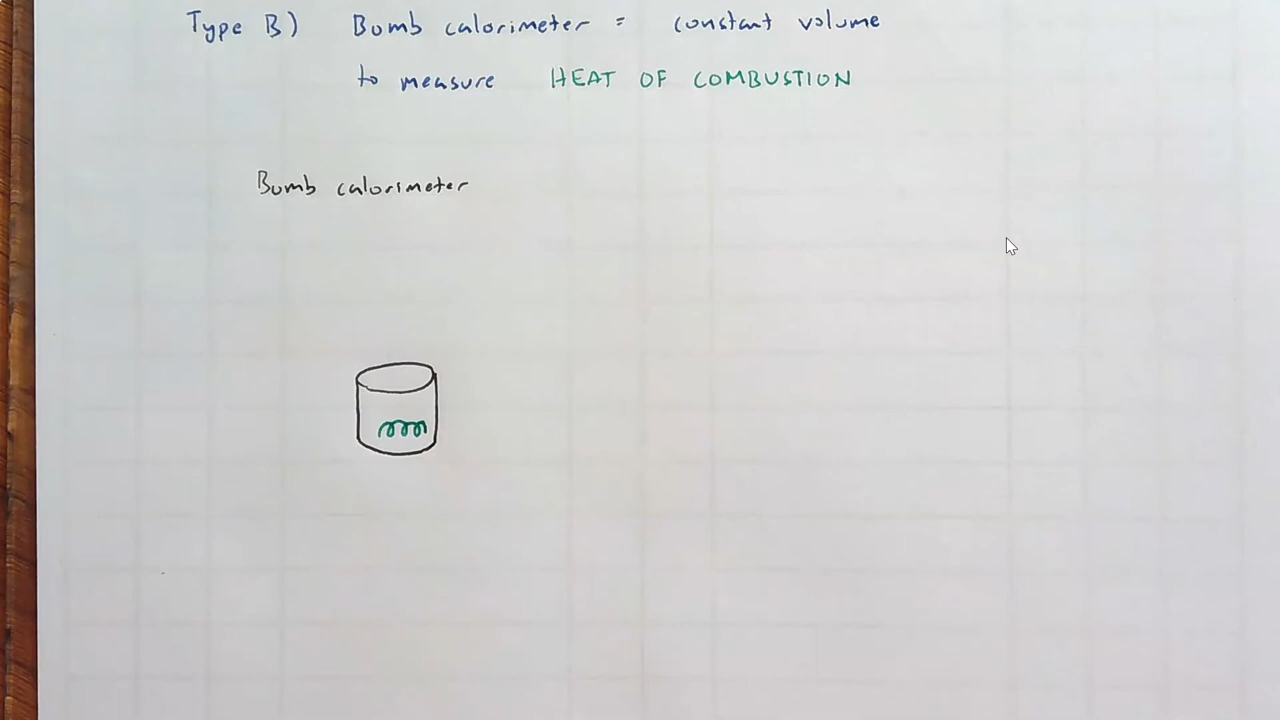 Type B) Bomb calorimeter = constant volume
to measure HEAT OF COMBUSTION
Bomb calorimeter